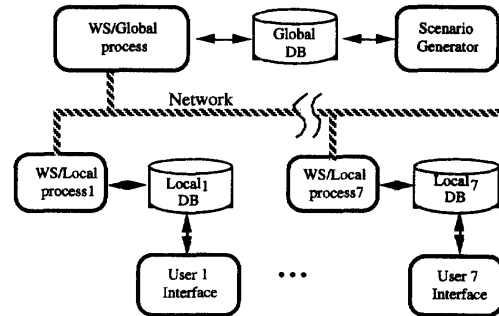 WS/Global
process
Global
DB
Scenario
Generator
Network
WS/Local
process1
Local1
DB
WS/Local
process7
Local7
DB
User 1
Interface
...
User 7
Interface